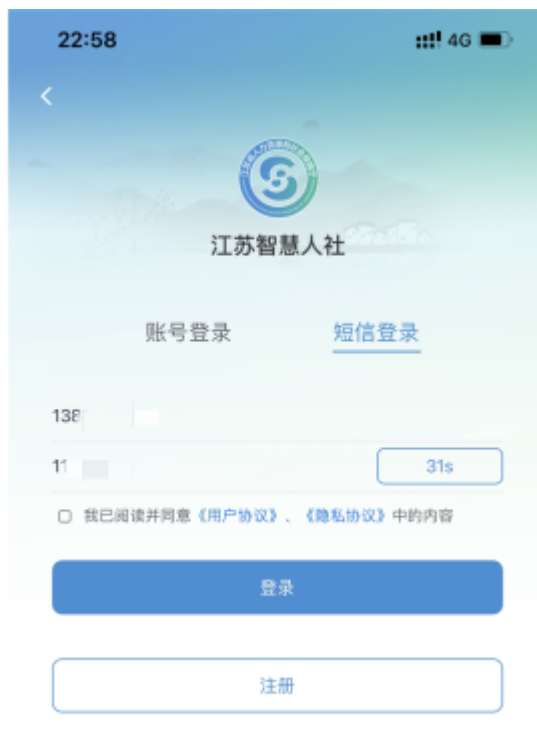 22:58 4G
江苏智慧人社
账号登录 短信登录
138
11 31s
我已阅读并同意《用户协议》、《隐私协议》中的内容
登录
注册